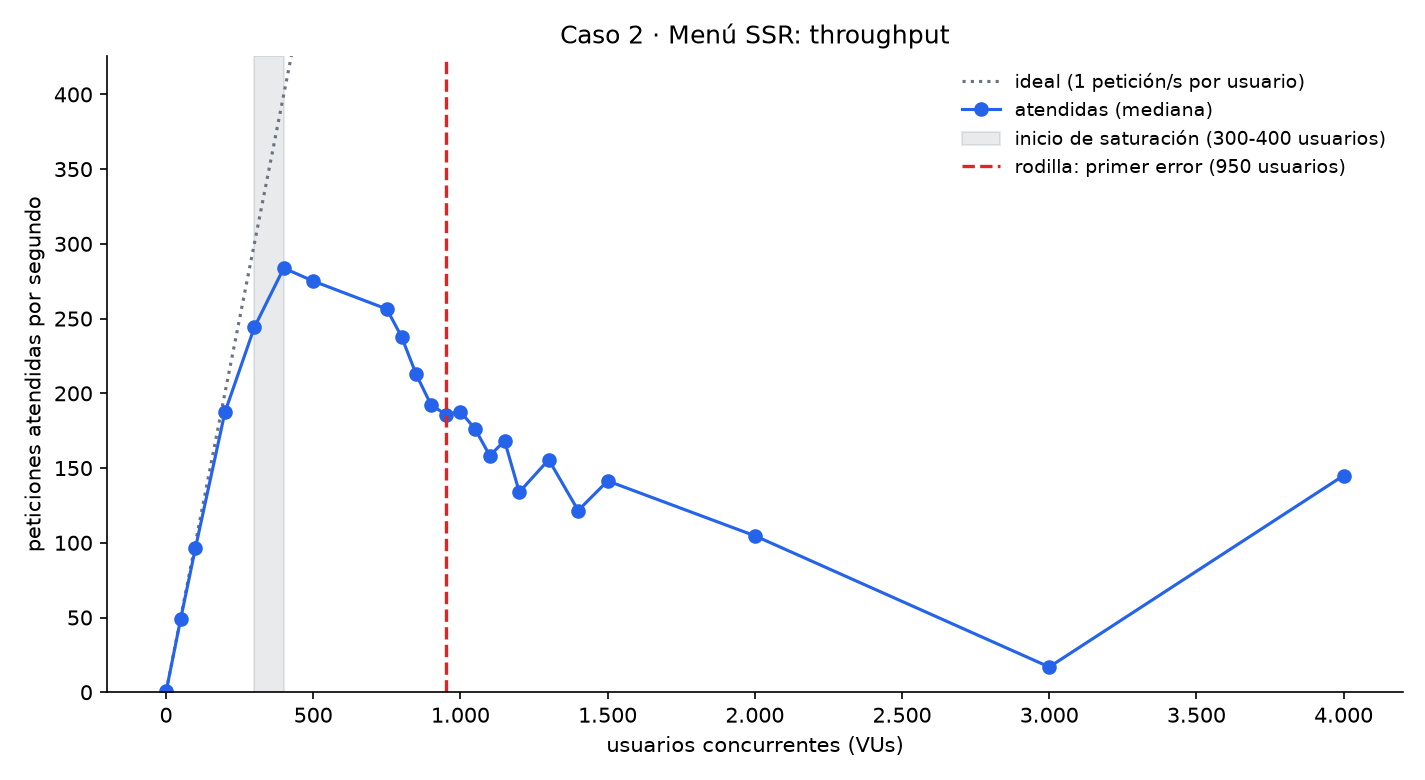 Caso 2 · Menú SSR: throughput
ideal (1 petición/s por usuario)
atendidas (mediana)
inicio de saturación (300-400 usuarios)
rodilla: primer error (950 usuarios)
peticiones atendidas por segundo
400
350
300
250
200
150
100
50
0
0
500
1.000
1.500
2.000
2.500
3.000
3.500
4.000
usuarios concurrentes (VUs)